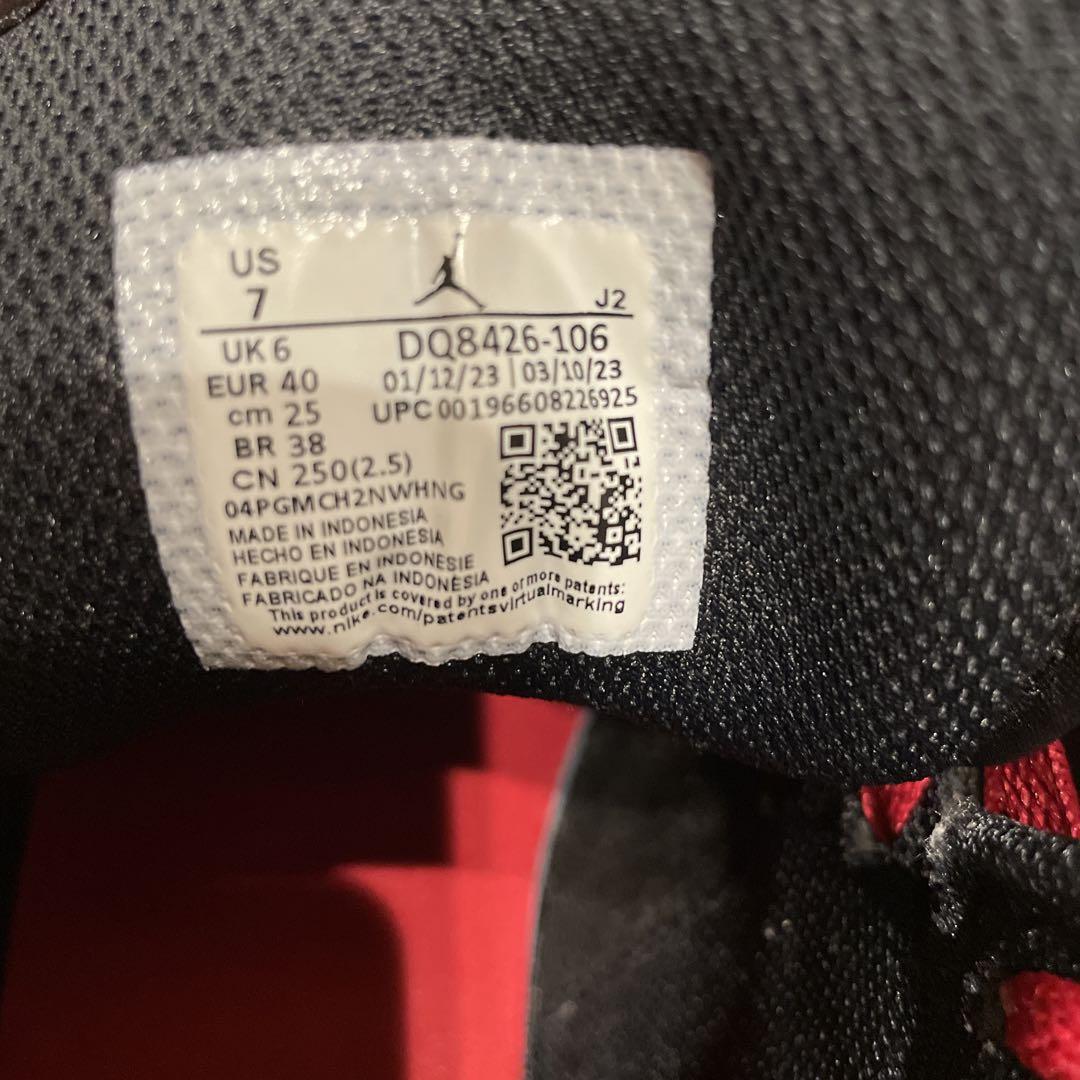 US
7
J2
UK 6
DQ8426-106
EUR 40
01/12/23 | 03/10/23
cm 25
UPC 00196608226925
BR 38
CN 250(2.5)
04PGMCH2NWHNG
MADE IN INDONESIA
HECHO EN INDONESIA
FABRIQUE EN INDONESIE
FABRICADO NA INDONÈSIA
This product is covered by one or more patents:
www.nike.com/patentsvirtualmarking